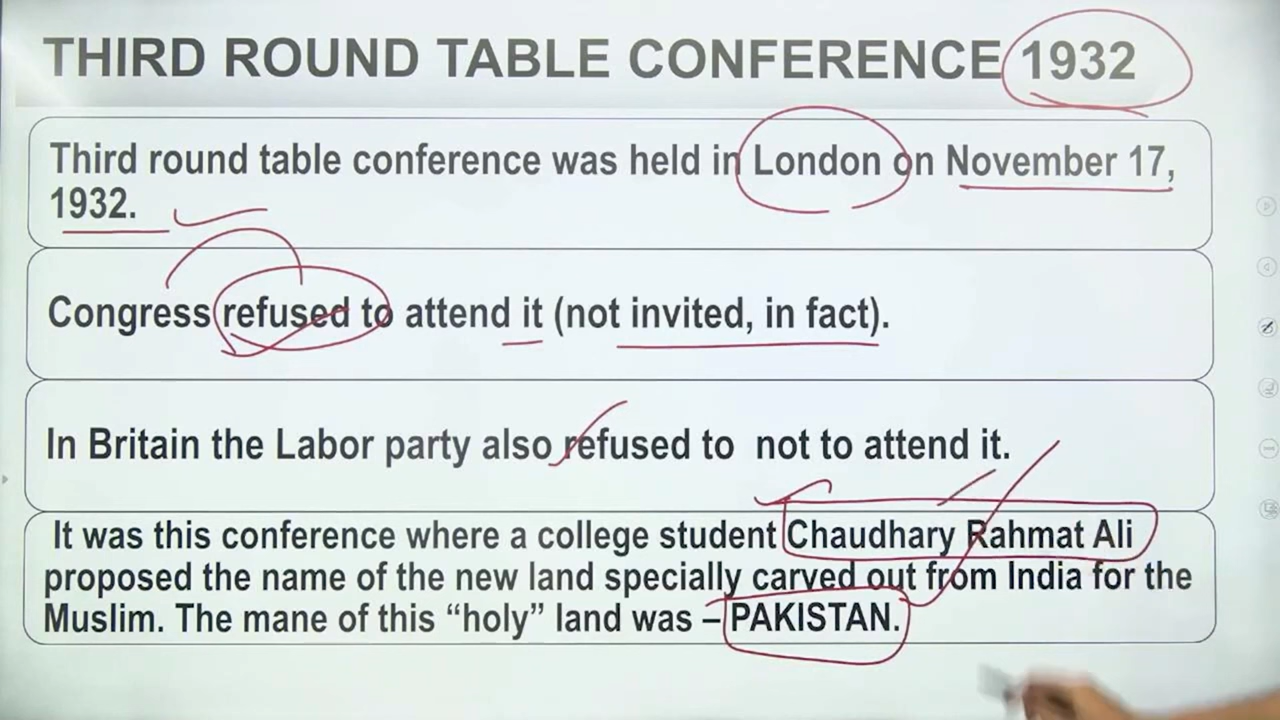 THIRD ROUND TABLE CONFERENCE 1932
Third round table conference was held in London on November 17,
1932.
Congress refused to attend it (not invited, in fact).
In Britain the Labor party also refused to not to attend it.
It was this conference where a college student Chaudhary Rahmat Ali
proposed the name of the new land specially carved out from India for the
Muslim. The mane of this “holy” land was – PAKISTAN.